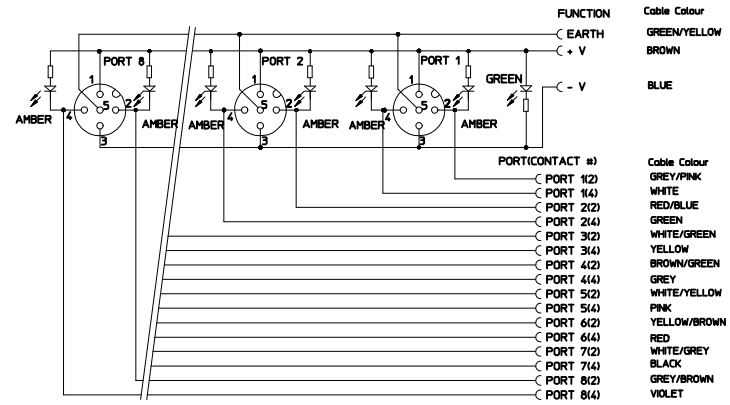 FUNCTION Cable Colour
EARTH GREEN/YELLOW
+ V BROWN
PORT 8 PORT 2 PORT 1
1 1 1
GREEN
- V BLUE
4 5 2 4 5 2 4 5 2
AMBER AMBER AMBER AMBER AMBER AMBER
3 3 3
PORT(CONTACT #) Cable Colour
PORT 1(2) GREY/PINK
PORT 1(4) WHITE
PORT 2(2) RED/BLUE
PORT 2(4) GREEN
PORT 3(2) WHITE/GREEN
PORT 3(4) YELLOW
PORT 4(2) BROWN/GREEN
PORT 4(4) GREY
PORT 5(2) WHITE/YELLOW
PORT 5(4) PINK
PORT 6(2) YELLOW/BROWN
PORT 6(4) RED
PORT 7(2) WHITE/GREY
PORT 7(4) BLACK
PORT 8(2) GREY/BROWN
PORT 8(4) VIOLET